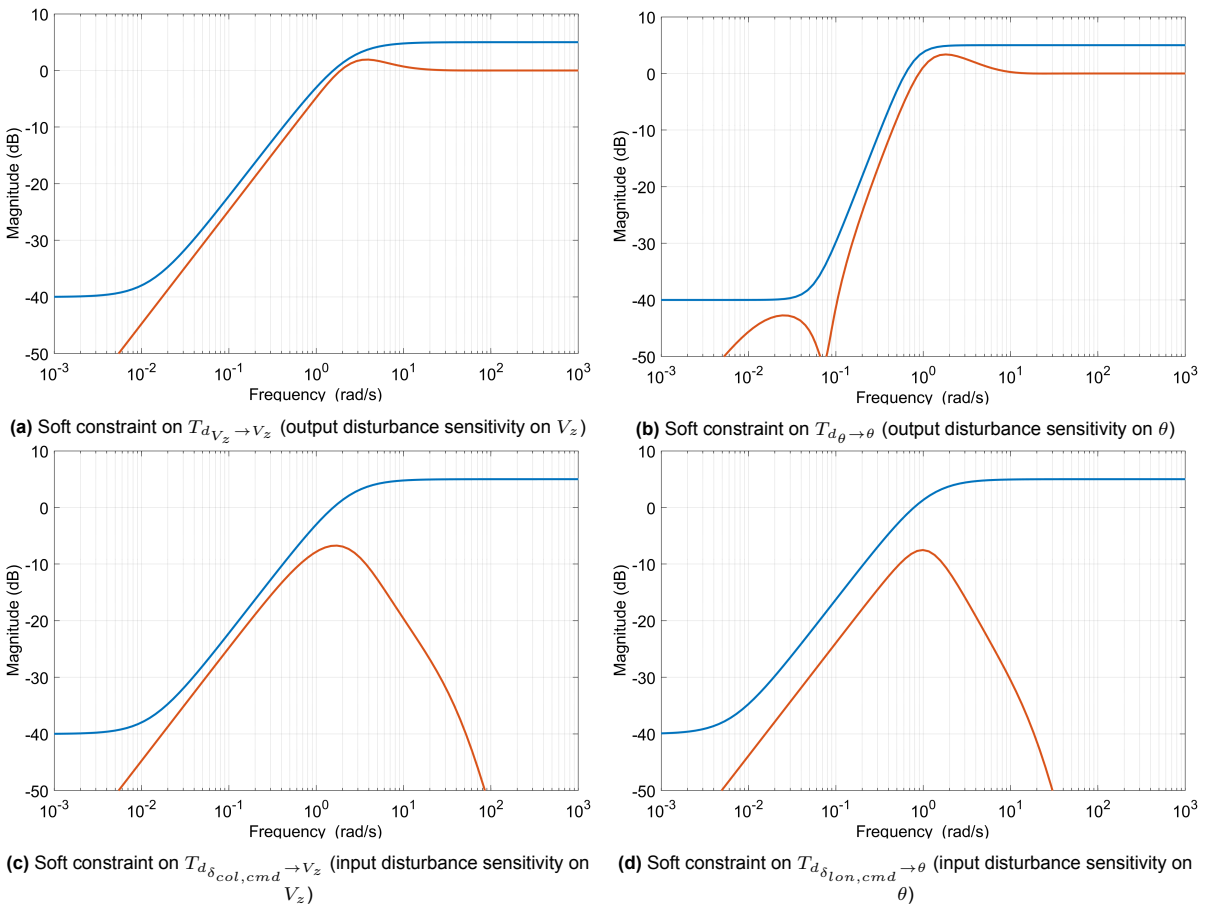 10
5
0
-10
-20
-30
-40
-50
Magnitude (dB)
10^-3 10^-2 10^-1 10^0 10^1 10^2 10^3
Frequency (rad/s)
(a) Soft constraint on T_{d_{V_z}→V_z} (output disturbance sensitivity on V_z)
10
0
-10
-20
-30
-40
-50
Magnitude (dB)
10^-3 10^-2 10^-1 10^0 10^1 10^2 10^3
Frequency (rad/s)
(b) Soft constraint on T_{d_θ→θ} (output disturbance sensitivity on θ)
10
0
-10
-20
-30
-40
-50
Magnitude (dB)
10^-3 10^-2 10^-1 10^0 10^1 10^2 10^3
Frequency (rad/s)
(c) Soft constraint on T_{d_{δ_{col,cmd}}→V_z} (input disturbance sensitivity on
V_z)
10
0
-10
-20
-30
-40
-50
Magnitude (dB)
10^-3 10^-2 10^-1 10^0 10^1 10^2 10^3
Frequency (rad/s)
(d) Soft constraint on T_{d_{δ_{lon,cmd}}→θ} (input disturbance sensitivity on
θ)